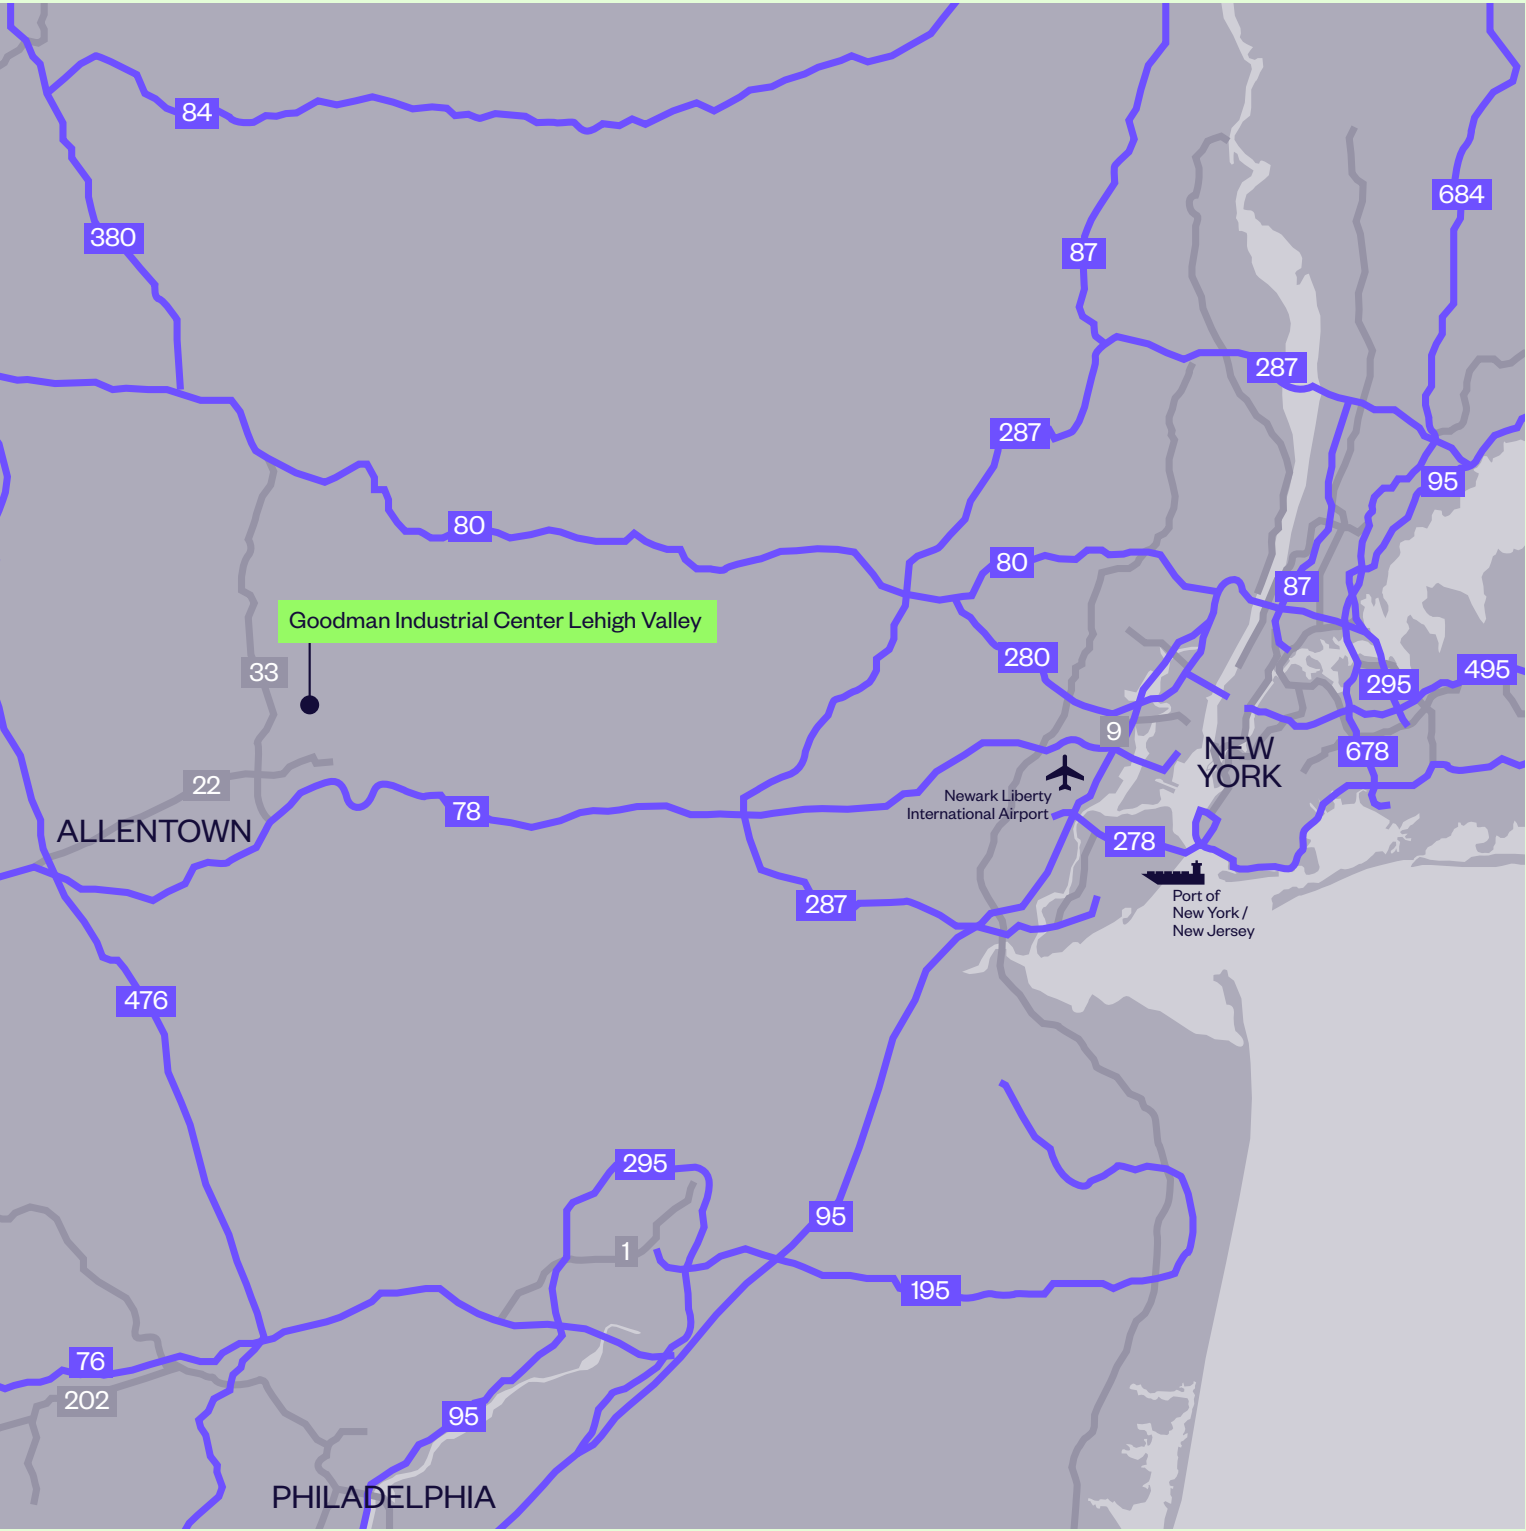 84
684
380
87
287
287
95
80
80
87
Goodman Industrial Center Lehigh Valley
280
33
495
295
9
NEW
YORK
678
22
Newark Liberty
International Airport
78
ALLENTOWN
278
Port of
New York /
New Jersey
287
476
295
95
1
195
76
202
95
PHILADELPHIA